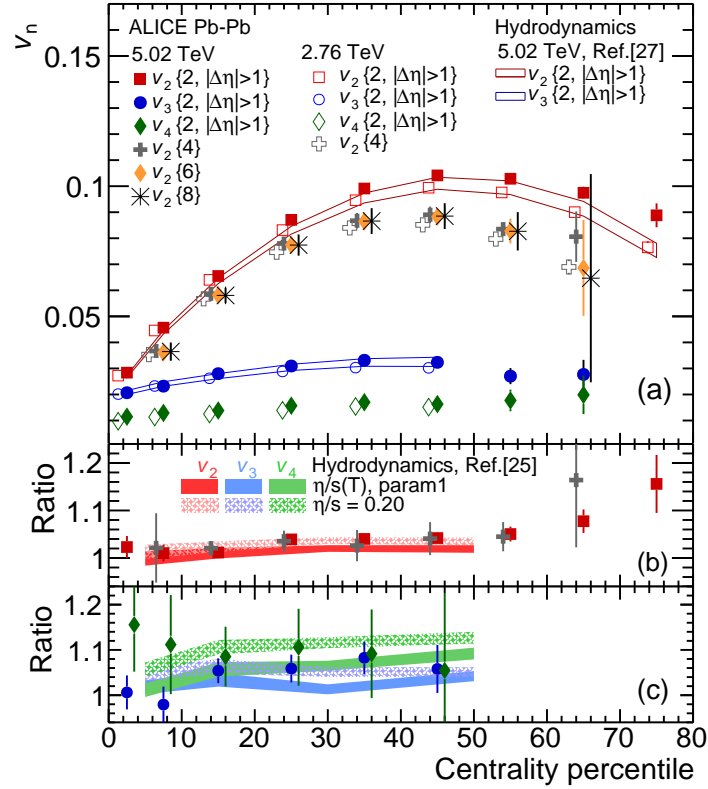 v_n
ALICE Pb-Pb
5.02 TeV
v_2{2, |Δη|>1}
v_3{2, |Δη|>1}
v_4{2, |Δη|>1}
v_2{4}
v_2{6}
v_2{8}
2.76 TeV
v_2{2, |Δη|>1}
v_3{2, |Δη|>1}
v_4{2, |Δη|>1}
v_2{4}
Hydrodynamics
5.02 TeV, Ref.[27]
v_2{2, |Δη|>1}
v_3{2, |Δη|>1}
0.15
0.1
0.05
(a)
Ratio
1.2
1.1
1
v_2 v_3 v_4 Hydrodynamics, Ref.[25]
η/s(T), param1
η/s = 0.20
(b)
Ratio
1.2
1.1
1
(c)
0 10 20 30 40 50 60 70 80
Centrality percentile